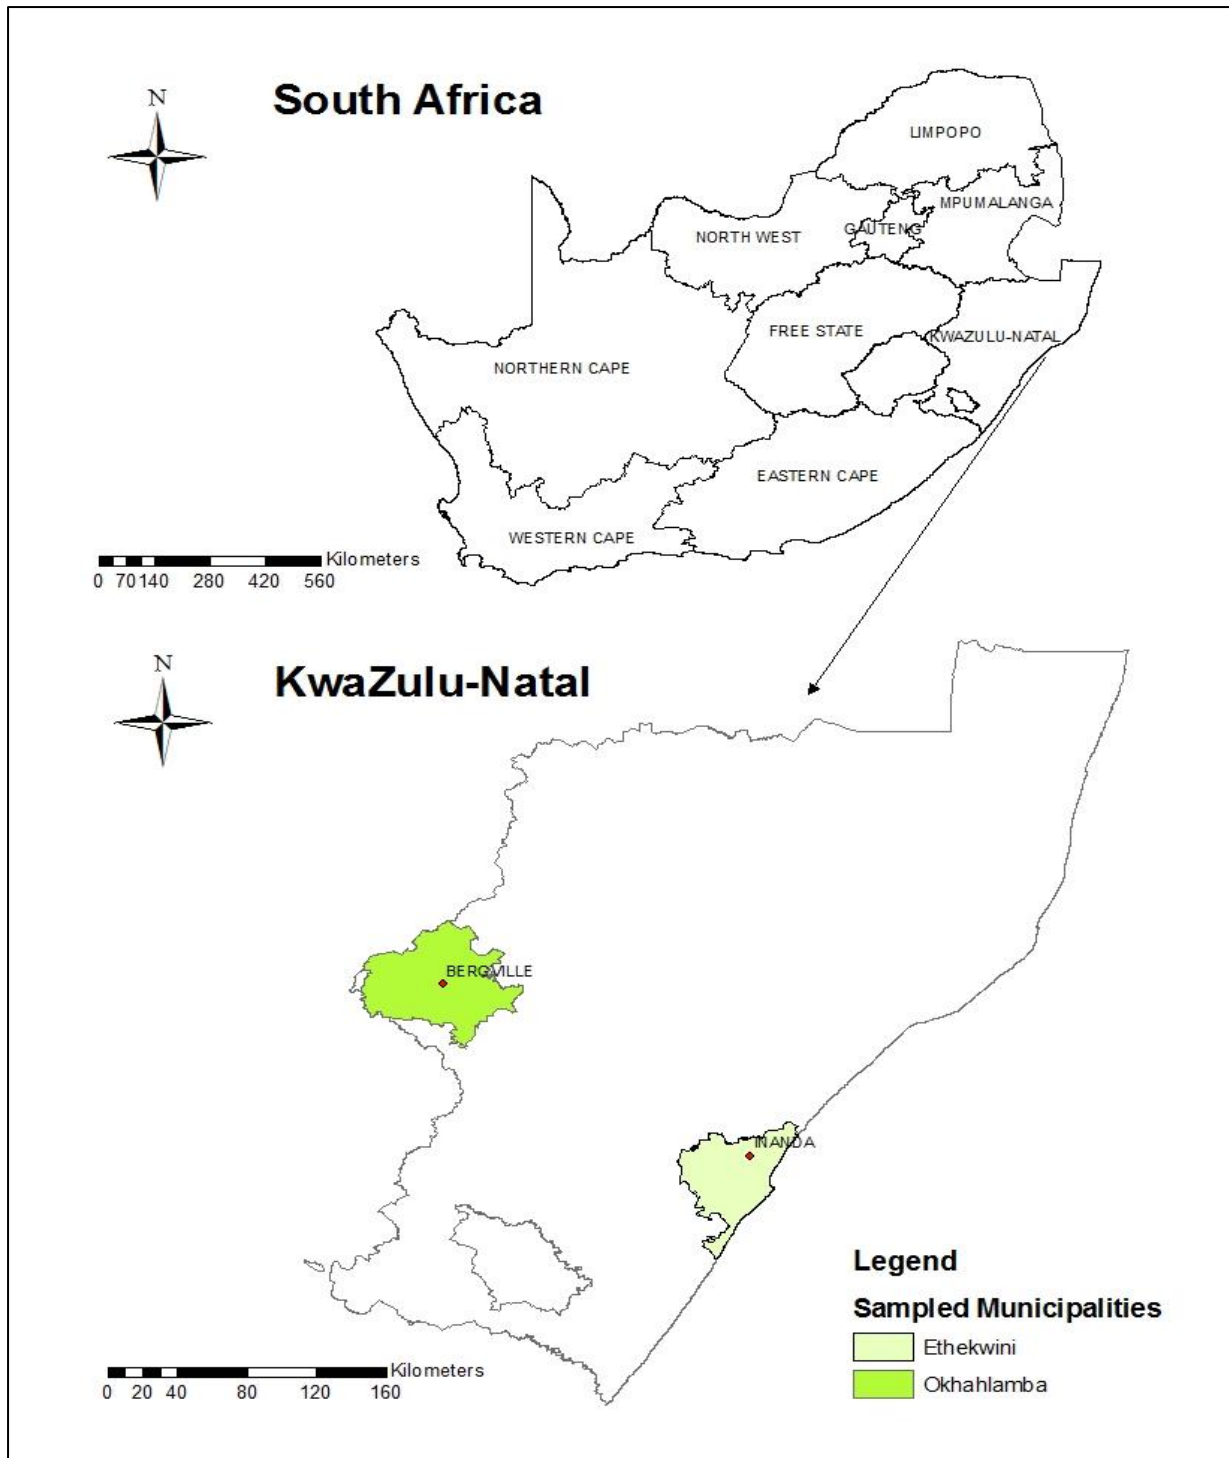 South Africa
N
LIMPOPO
MPUMALANGA
GAUTENG
NORTH WEST
FREE STATE
KWAZULU-NATAL
NORTHERN CAPE
EASTERN CAPE
WESTERN CAPE
Kilometers
0 70 140 280 420 560
N
KwaZulu-Natal
BERGVILLE
INANDA
Legend
Sampled Municipalities
Ethekwini
Okhahlamba
Kilometers
0 20 40 80 120 160